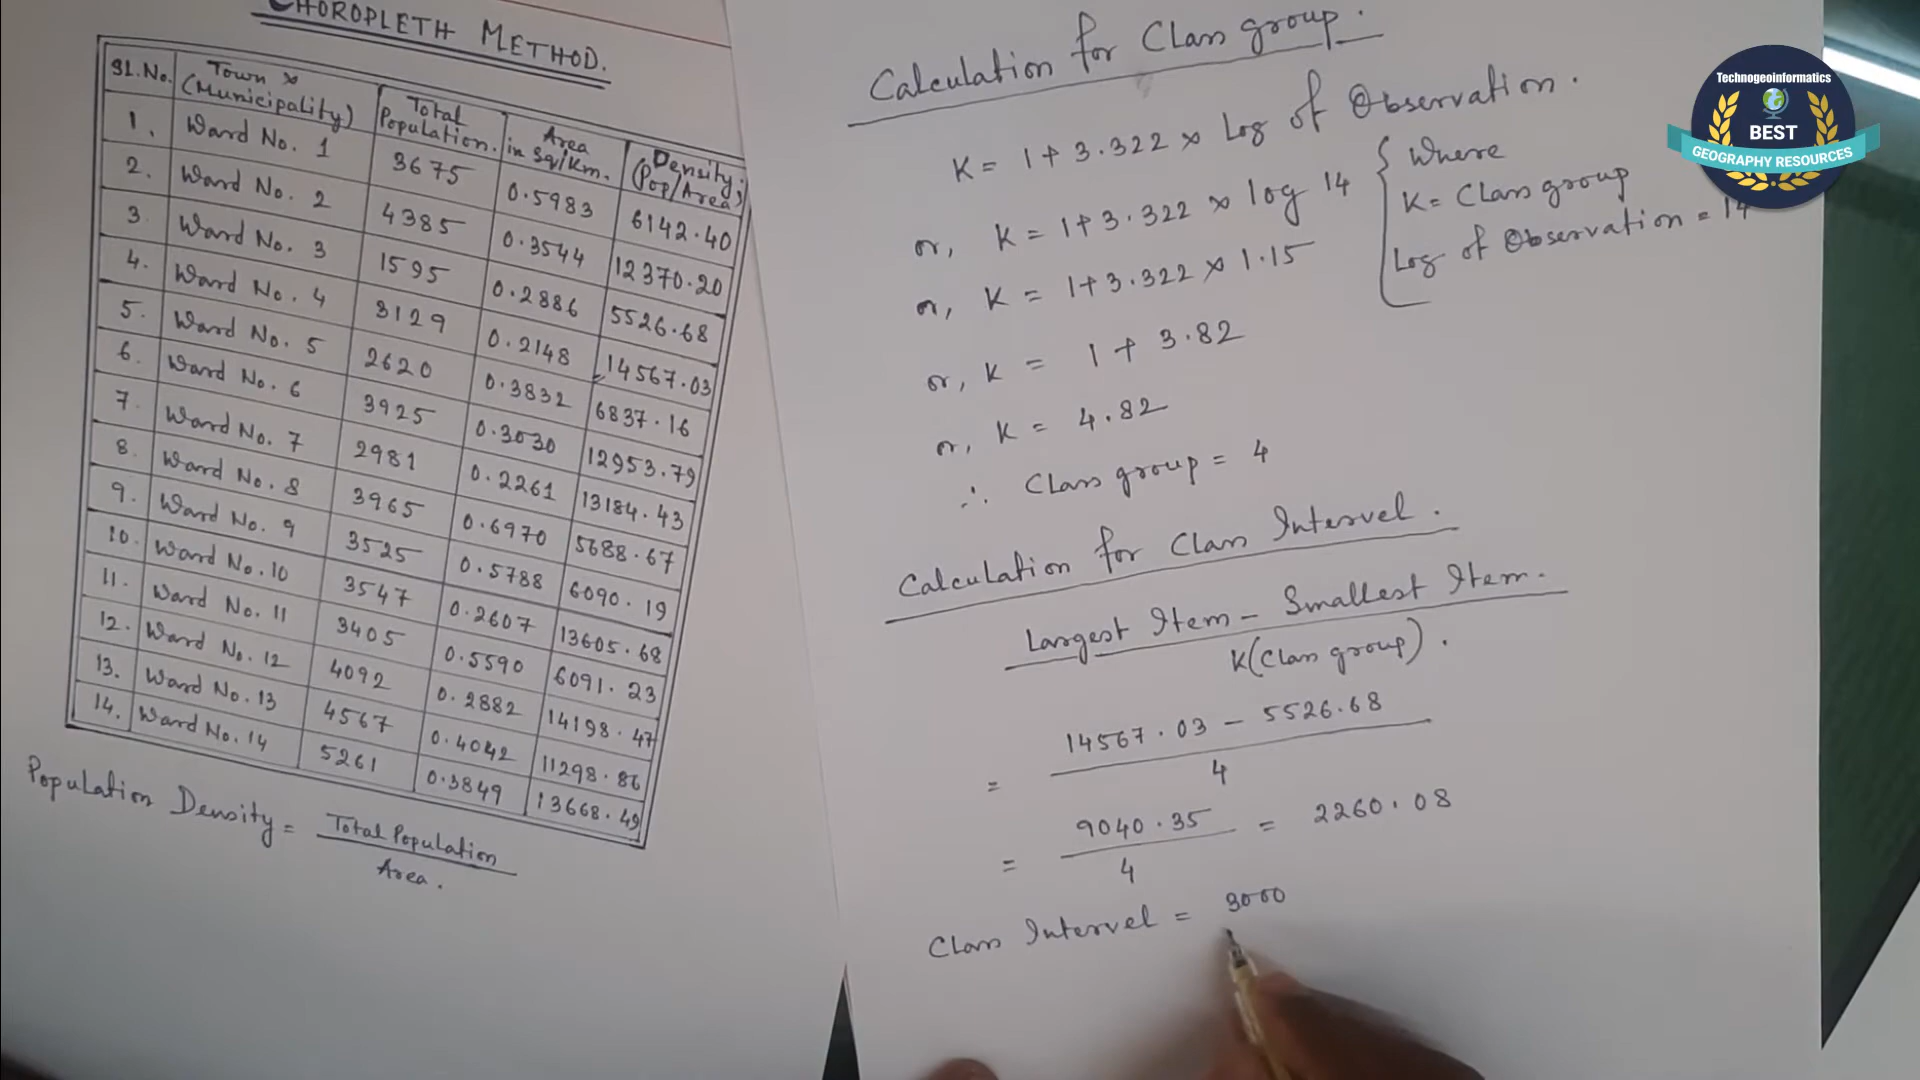 CHOROPLETH METHOD.
SL.No. Town (Municipality) Total Population. Area in Sq/Km. Density (Pop/Area)
1. Ward No. 1 3675 0.5983 6142.40
2. Ward No. 2 4385 0.3544 12370.20
3. Ward No. 3 1595 0.2886 5526.68
4. Ward No. 4 3129 0.2148 14567.03
5. Ward No. 5 2620 0.3832 6837.16
6. Ward No. 6 3925 0.3030 12953.79
7. Ward No. 7 2981 0.2261 13184.43
8. Ward No. 8 3965 0.6970 5688.67
9. Ward No. 9 3525 0.5788 6090.19
10. Ward No. 10 3547 0.2607 13605.68
11. Ward No. 11 3405 0.5590 6091.23
12. Ward No. 12 4092 0.2882 14198.47
13. Ward No. 13 4567 0.4042 11298.86
14. Ward No. 14 5261 0.3849 13668.49
Population Density = Total Population
Area.
Calculation for Class group.
K = 1+3.322 × Log of Observation.
or, K = 1+3.322 × log 14
or, K = 1+3.322 × 1.15
or, K = 1 + 3.82
or, K = 4.82
∴ Class group = 4
Where
K = Class group
Log of Observation = 14
Calculation for Class Intervel.
Largest Item - Smallest Item.
K(Class group).
= 14567.03 - 5526.68
4
= 9040.35 = 2260.08
4
Class Intervel = 3000
Technogeoinformatics
BEST
GEOGRAPHY RESOURCES